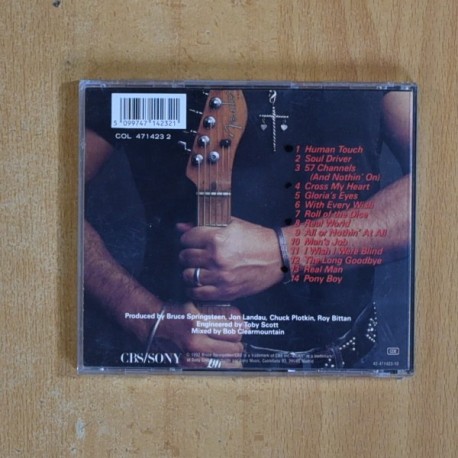 5 099747 142321
COL 471423 2
Fender
1 Human Touch
2 Soul Driver
3 57 Channels
(And Nothin' On)
4 Cross My Heart
5 Gloria's Eyes
6 With Every Wish
7 Roll of the Dice
8 Real World
9 All or Nothin' At All
10 Man's Job
11 I Wish I Were Blind
12 The Long Goodbye
13 Real Man
14 Pony Boy
Produced by Bruce Springsteen, Jon Landau, Chuck Plotkin, Roy Bittan
Engineered by Toby Scott
Mixed by Bob Clearmountain
CBS/SONY